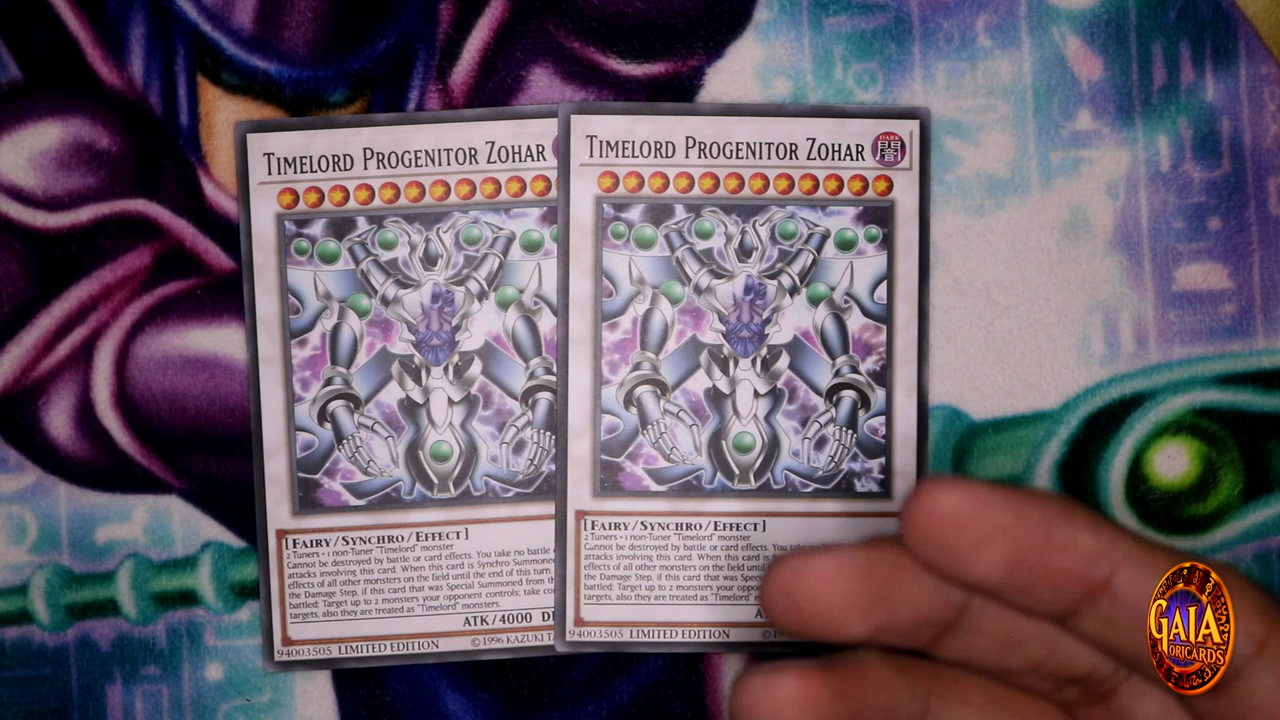 TIMELORD PROGENITOR ZOHAR
[FAIRY/SYNCHRO/EFFECT]
2 Tuners + 1 non-Tuner "Timelord" monster
Cannot be destroyed by battle or card effects. You take no battle
attacks involving this card. When this card is Synchro Summoned
effects of all other monsters on the field until the end of this turn.
the Damage Step, if this card that was Special Summoned from th
battled: Target up to 2 monsters your opponent controls; take co
targets, also they are treated as "Timelord" monsters.
ATK/4000 DE
94003505 LIMITED EDITION
©1996 KAZUKI TA
TIMELORD PROGENITOR ZOHAR
DARK
闇
[FAIRY/SYNCHRO/EFFECT]
2 Tuners + 1 non-Tuner "Timelord" monster
Cannot be destroyed by battle or card effects. You
attacks involving this card. When this card is Sync
effects of all other monsters on the field until
the Damage Step, if this card that was Spec
battled: Target up to 2 monsters your oppon
targets, also they are treated as "Timelord"
94003505 LIMITED EDITION
GAIA
ORICARDS